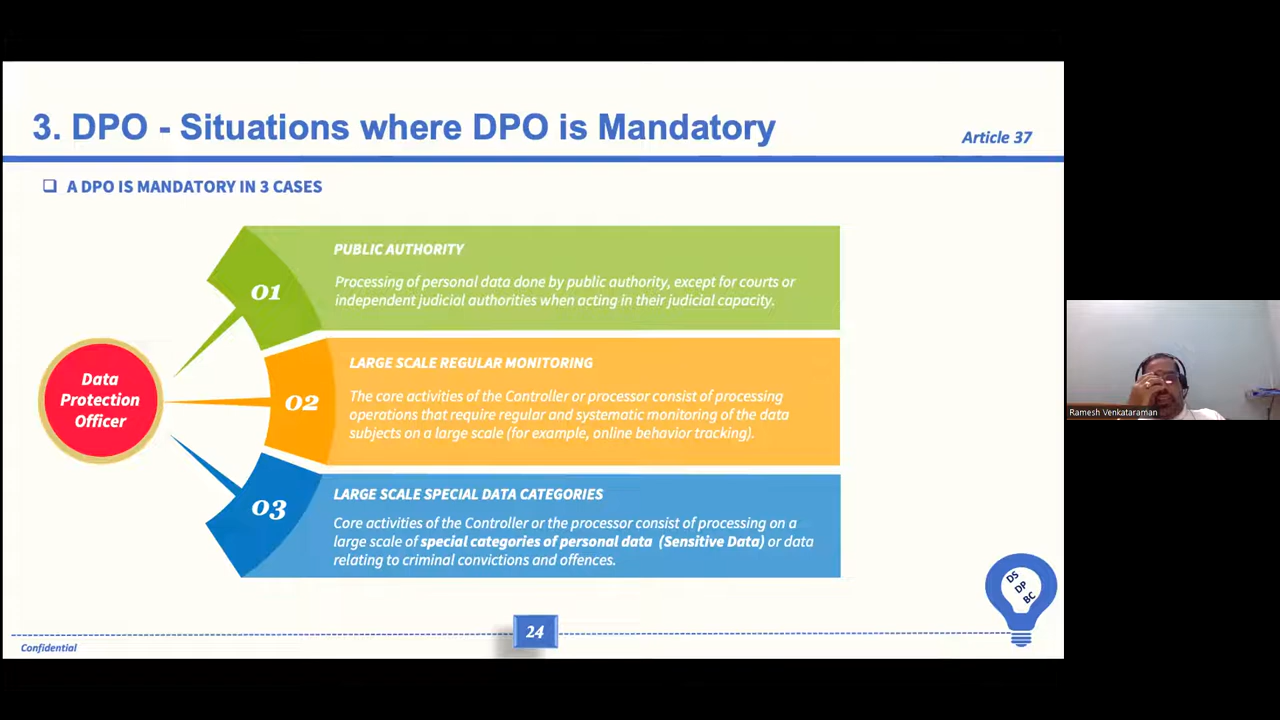 3. DPO - Situations where DPO is Mandatory
Article 37
❑ A DPO IS MANDATORY IN 3 CASES
Data
Protection
Officer
01
PUBLIC AUTHORITY
Processing of personal data done by public authority, except for courts or
independent judicial authorities when acting in their judicial capacity.
02
LARGE SCALE REGULAR MONITORING
The core activities of the Controller or processor consist of processing
operations that require regular and systematic monitoring of the data
subjects on a large scale (for example, online behavior tracking).
03
LARGE SCALE SPECIAL DATA CATEGORIES
Core activities of the Controller or the processor consist of processing on a
large scale of special categories of personal data (Sensitive Data) or data
relating to criminal convictions and offences.
DS
DP
BC
24
Confidential
Ramesh Venkataraman